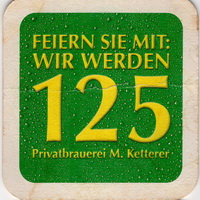 FEIERN SIE MIT:
WIR WERDEN
125
Privatbrauerei M. Ketterer